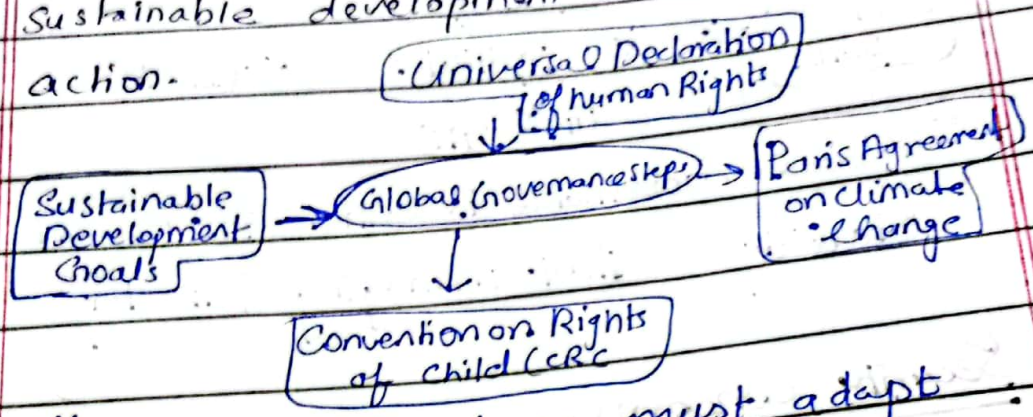 Sustainable
action.
Universal Declaration
of human Rights
Sustainable
Development
Goals
Global Governance steps
Paris Agreement
on Climate
change
Convention on Rights
of Child (CRC
must adapt